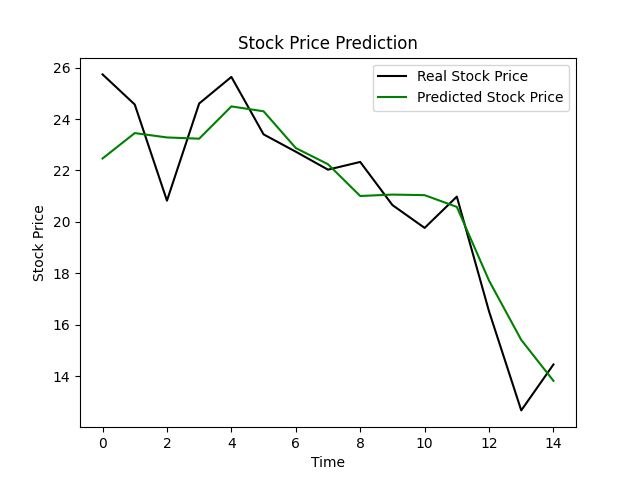 Stock Price Prediction
Real Stock Price
Predicted Stock Price
26
24
22
20
18
16
14
Stock Price
0 2 4 6 8 10 12 14
Time